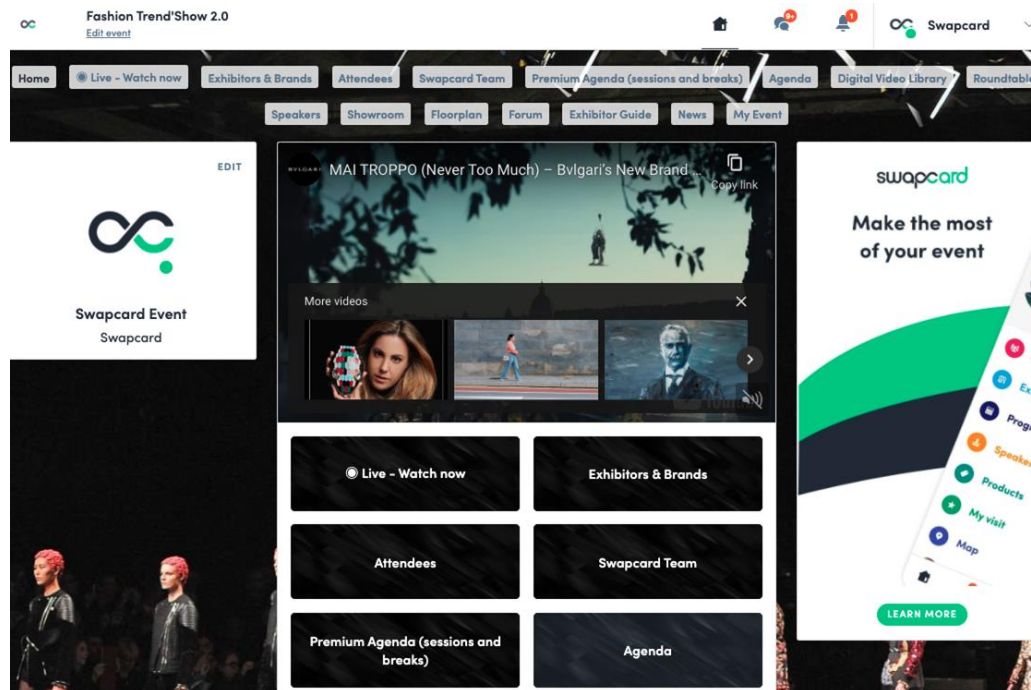 Fashion Trend'Show 2.0
Edit event
9+
1
Swapcard
Home
Live - Watch now
Exhibitors & Brands
Attendees
Swapcard Team
Premium Agenda (sessions and breaks)
Agenda
Digital Video Library
Speakers
Showroom
Floorplan
Forum
Exhibitor Guide
News
My Event
EDIT
Swapcard Event
Swapcard
BVLGARI
MAI TROPPO (Never Too Much) – Bvlgari's New Brand ...
Copy link
More videos
Live - Watch now
Exhibitors & Brands
Attendees
Swapcard Team
Premium Agenda (sessions and
breaks)
Agenda
swapcard
Make the most
of your event
Products
My visit
Map
LEARN MORE